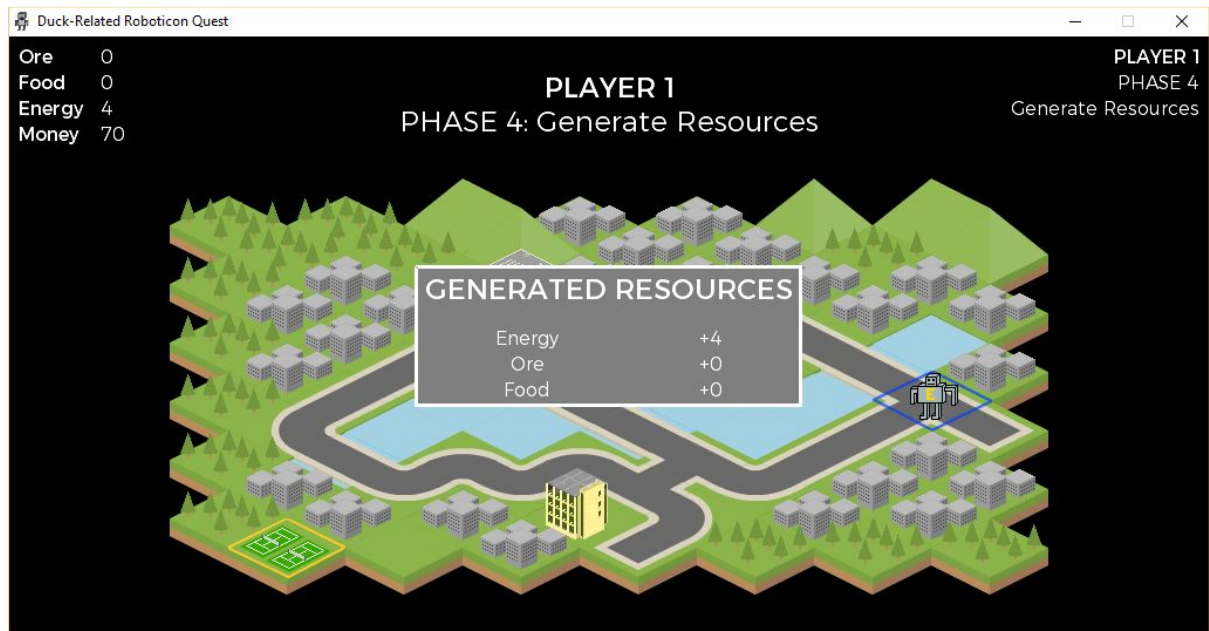 Duck-Related Roboticon Quest
Ore 0
Food 0
Energy 4
Money 70
PLAYER 1
PHASE 4: Generate Resources
PLAYER 1
PHASE 4
Generate Resources
GENERATED RESOURCES
Energy +4
Ore +0
Food +0
E